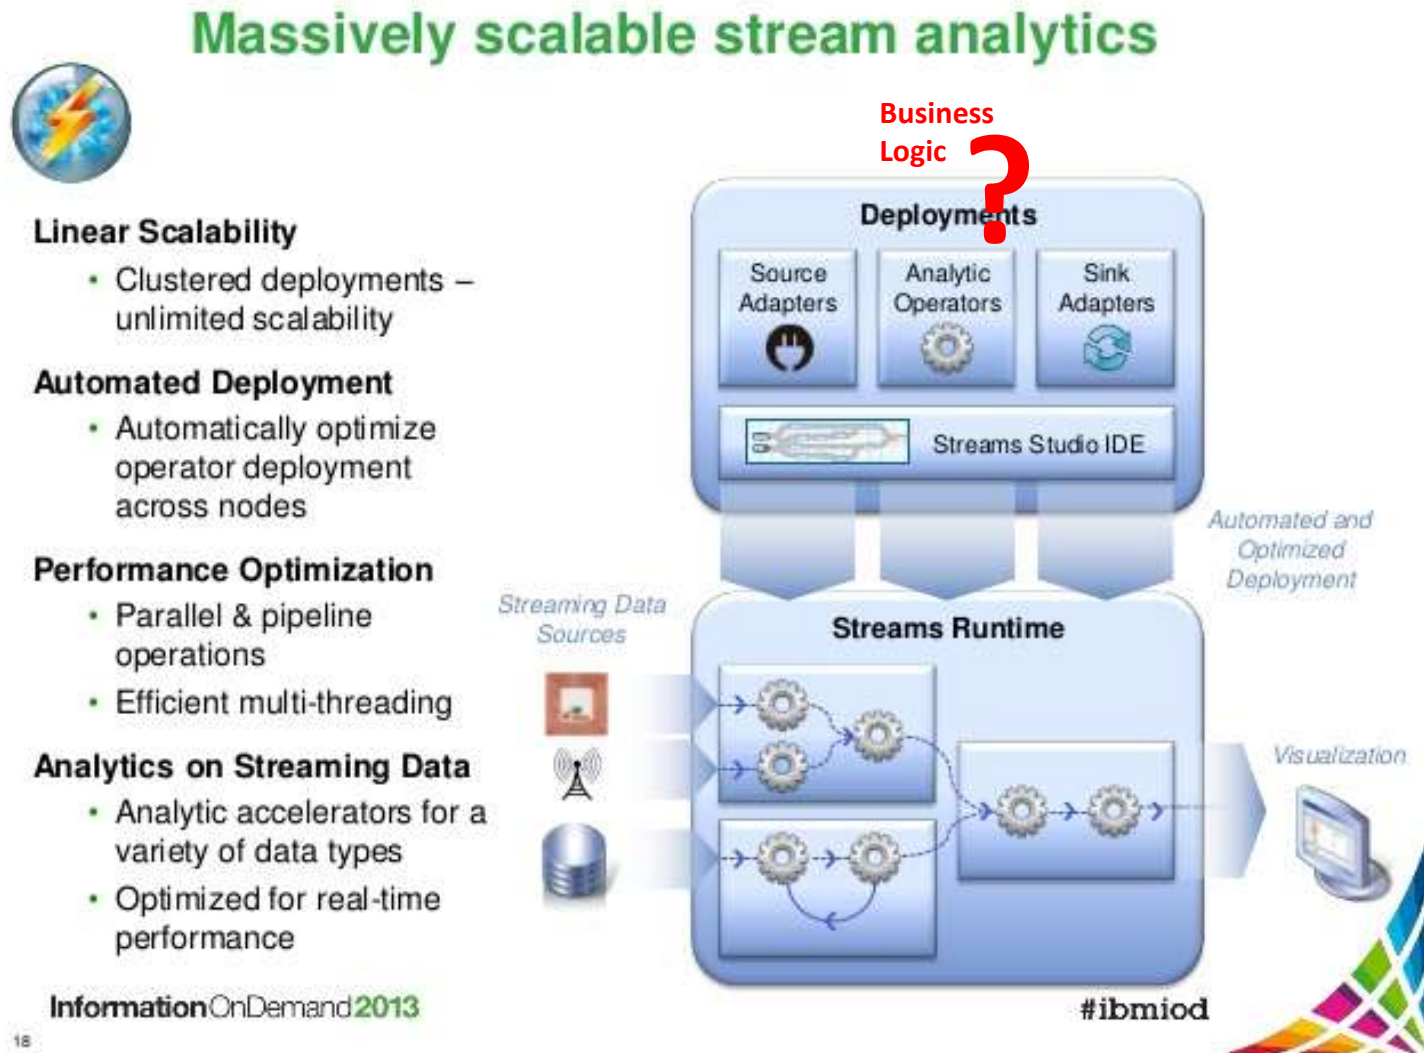 Massively scalable stream analytics
Business
Logic
?
Linear Scalability
• Clustered deployments –
unlimited scalability
Automated Deployment
• Automatically optimize
operator deployment
across nodes
Performance Optimization
• Parallel & pipeline
operations
• Efficient multi-threading
Analytics on Streaming Data
• Analytic accelerators for a
variety of data types
• Optimized for real-time
performance
Deployments
Source
Adapters
Analytic
Operators
Sink
Adapters
Streams Studio IDE
Automated and
Optimized
Deployment
Streaming Data
Sources
Streams Runtime
Visualization
InformationOnDemand2013
#ibmiod
18